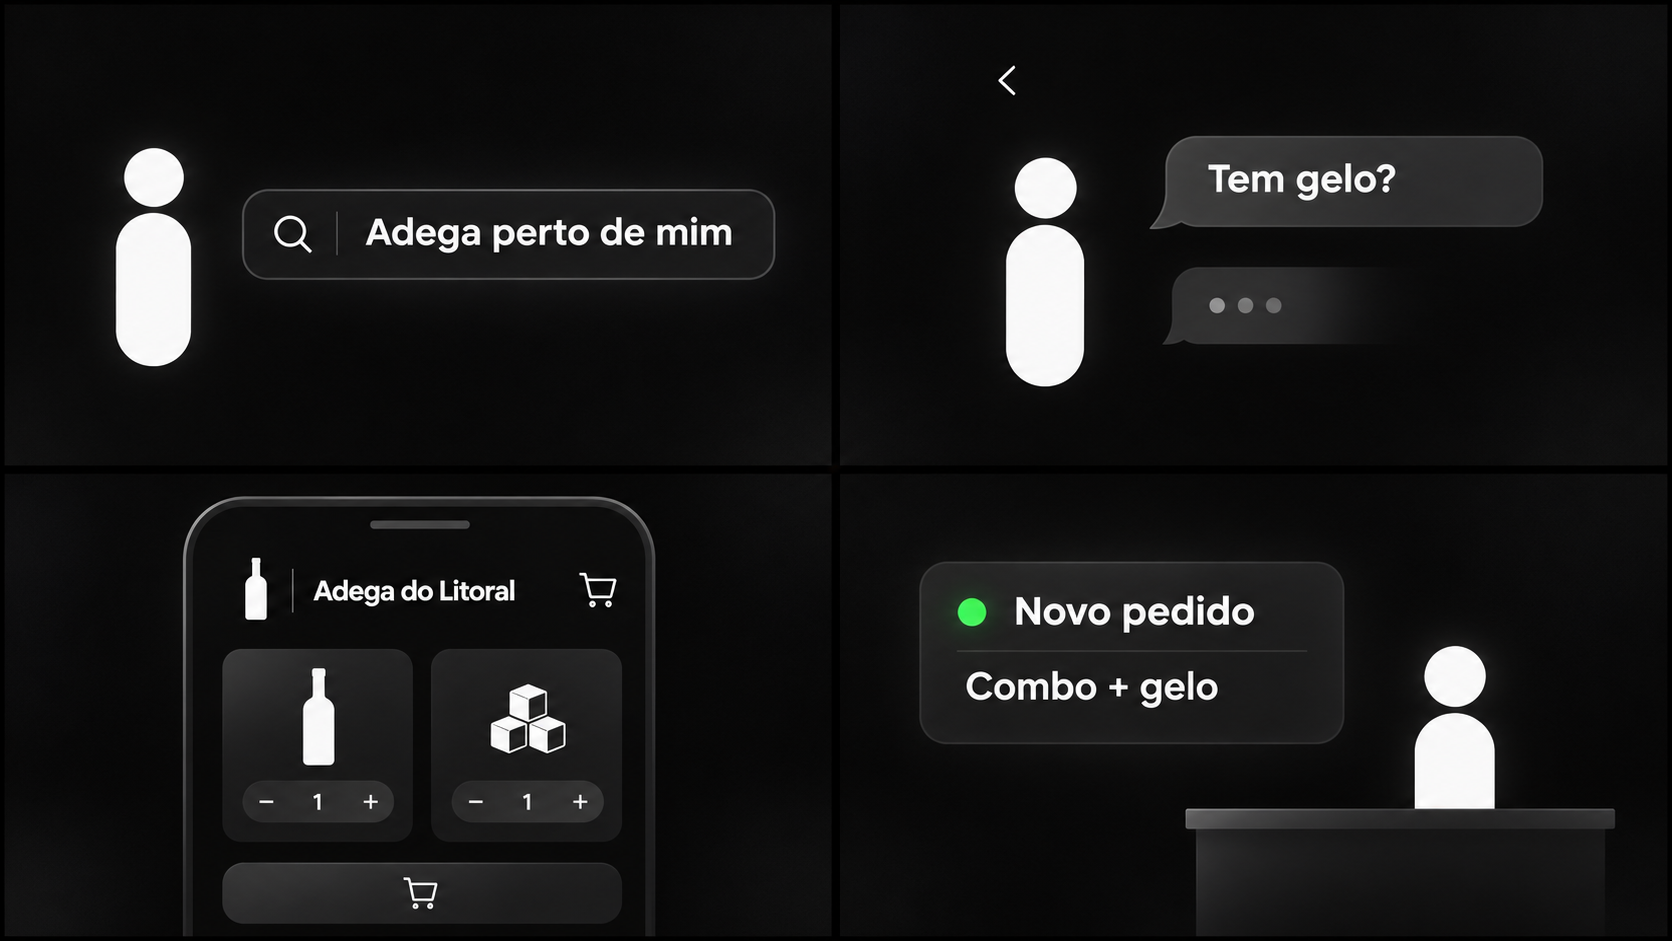 Adega perto de mim
Tem gelo?
Adega do Litoral
− 1 +
− 1 +
Novo pedido
Combo + gelo